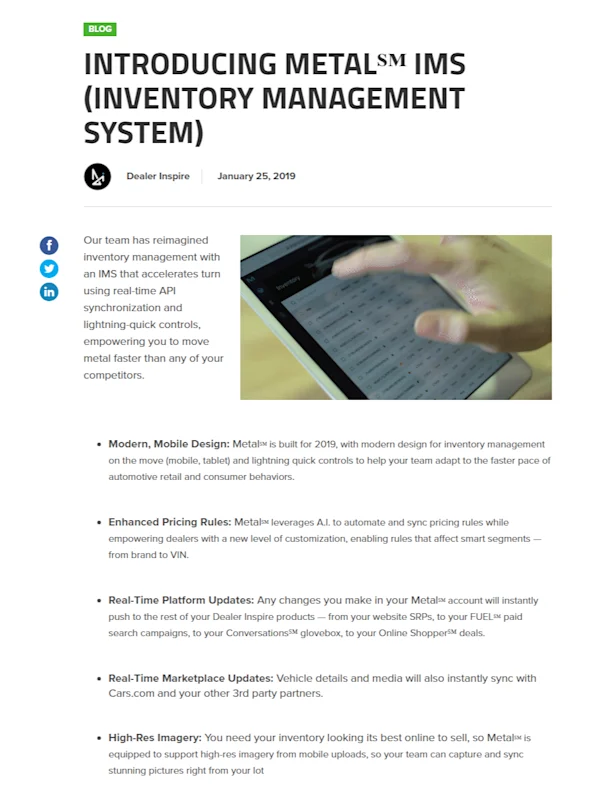 BLOG
INTRODUCING METAL℠ IMS
(INVENTORY MANAGEMENT
SYSTEM)
Dealer Inspire
January 25, 2019
Our team has reimagined
inventory management with
an IMS that accelerates turn
using real-time API
synchronization and
lightning-quick controls,
empowering you to move
metal faster than any of your
competitors.
Inventory
• Modern, Mobile Design: Metal℠ is built for 2019, with modern design for inventory management
on the move (mobile, tablet) and lightning quick controls to help your team adapt to the faster pace of
automotive retail and consumer behaviors.
• Enhanced Pricing Rules: Metal℠ leverages A.I. to automate and sync pricing rules while
empowering dealers with a new level of customization, enabling rules that affect smart segments —
from brand to VIN.
• Real-Time Platform Updates: Any changes you make in your Metal℠ account will instantly
push to the rest of your Dealer Inspire products — from your website SRPs, to your FUEL℠ paid
search campaigns, to your Conversations℠ glovebox, to your Online Shopper℠ deals.
• Real-Time Marketplace Updates: Vehicle details and media will also instantly sync with
Cars.com and your other 3rd party partners.
• High-Res Imagery: You need your inventory looking its best online to sell, so Metal℠ is
equipped to support high-res imagery from mobile uploads, so your team can capture and sync
stunning pictures right from your lot